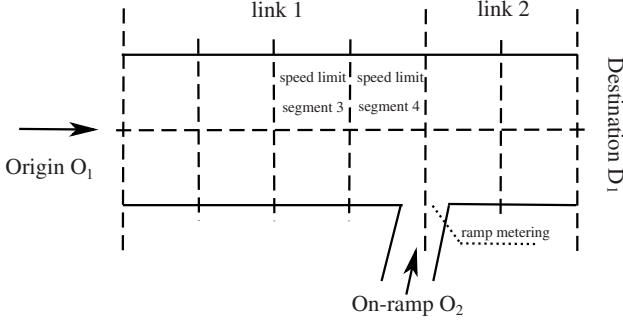 link 1
link 2
speed limit
segment 3
speed limit
segment 4
Origin O₁
Destination D₁
ramp metering
On-ramp O₂